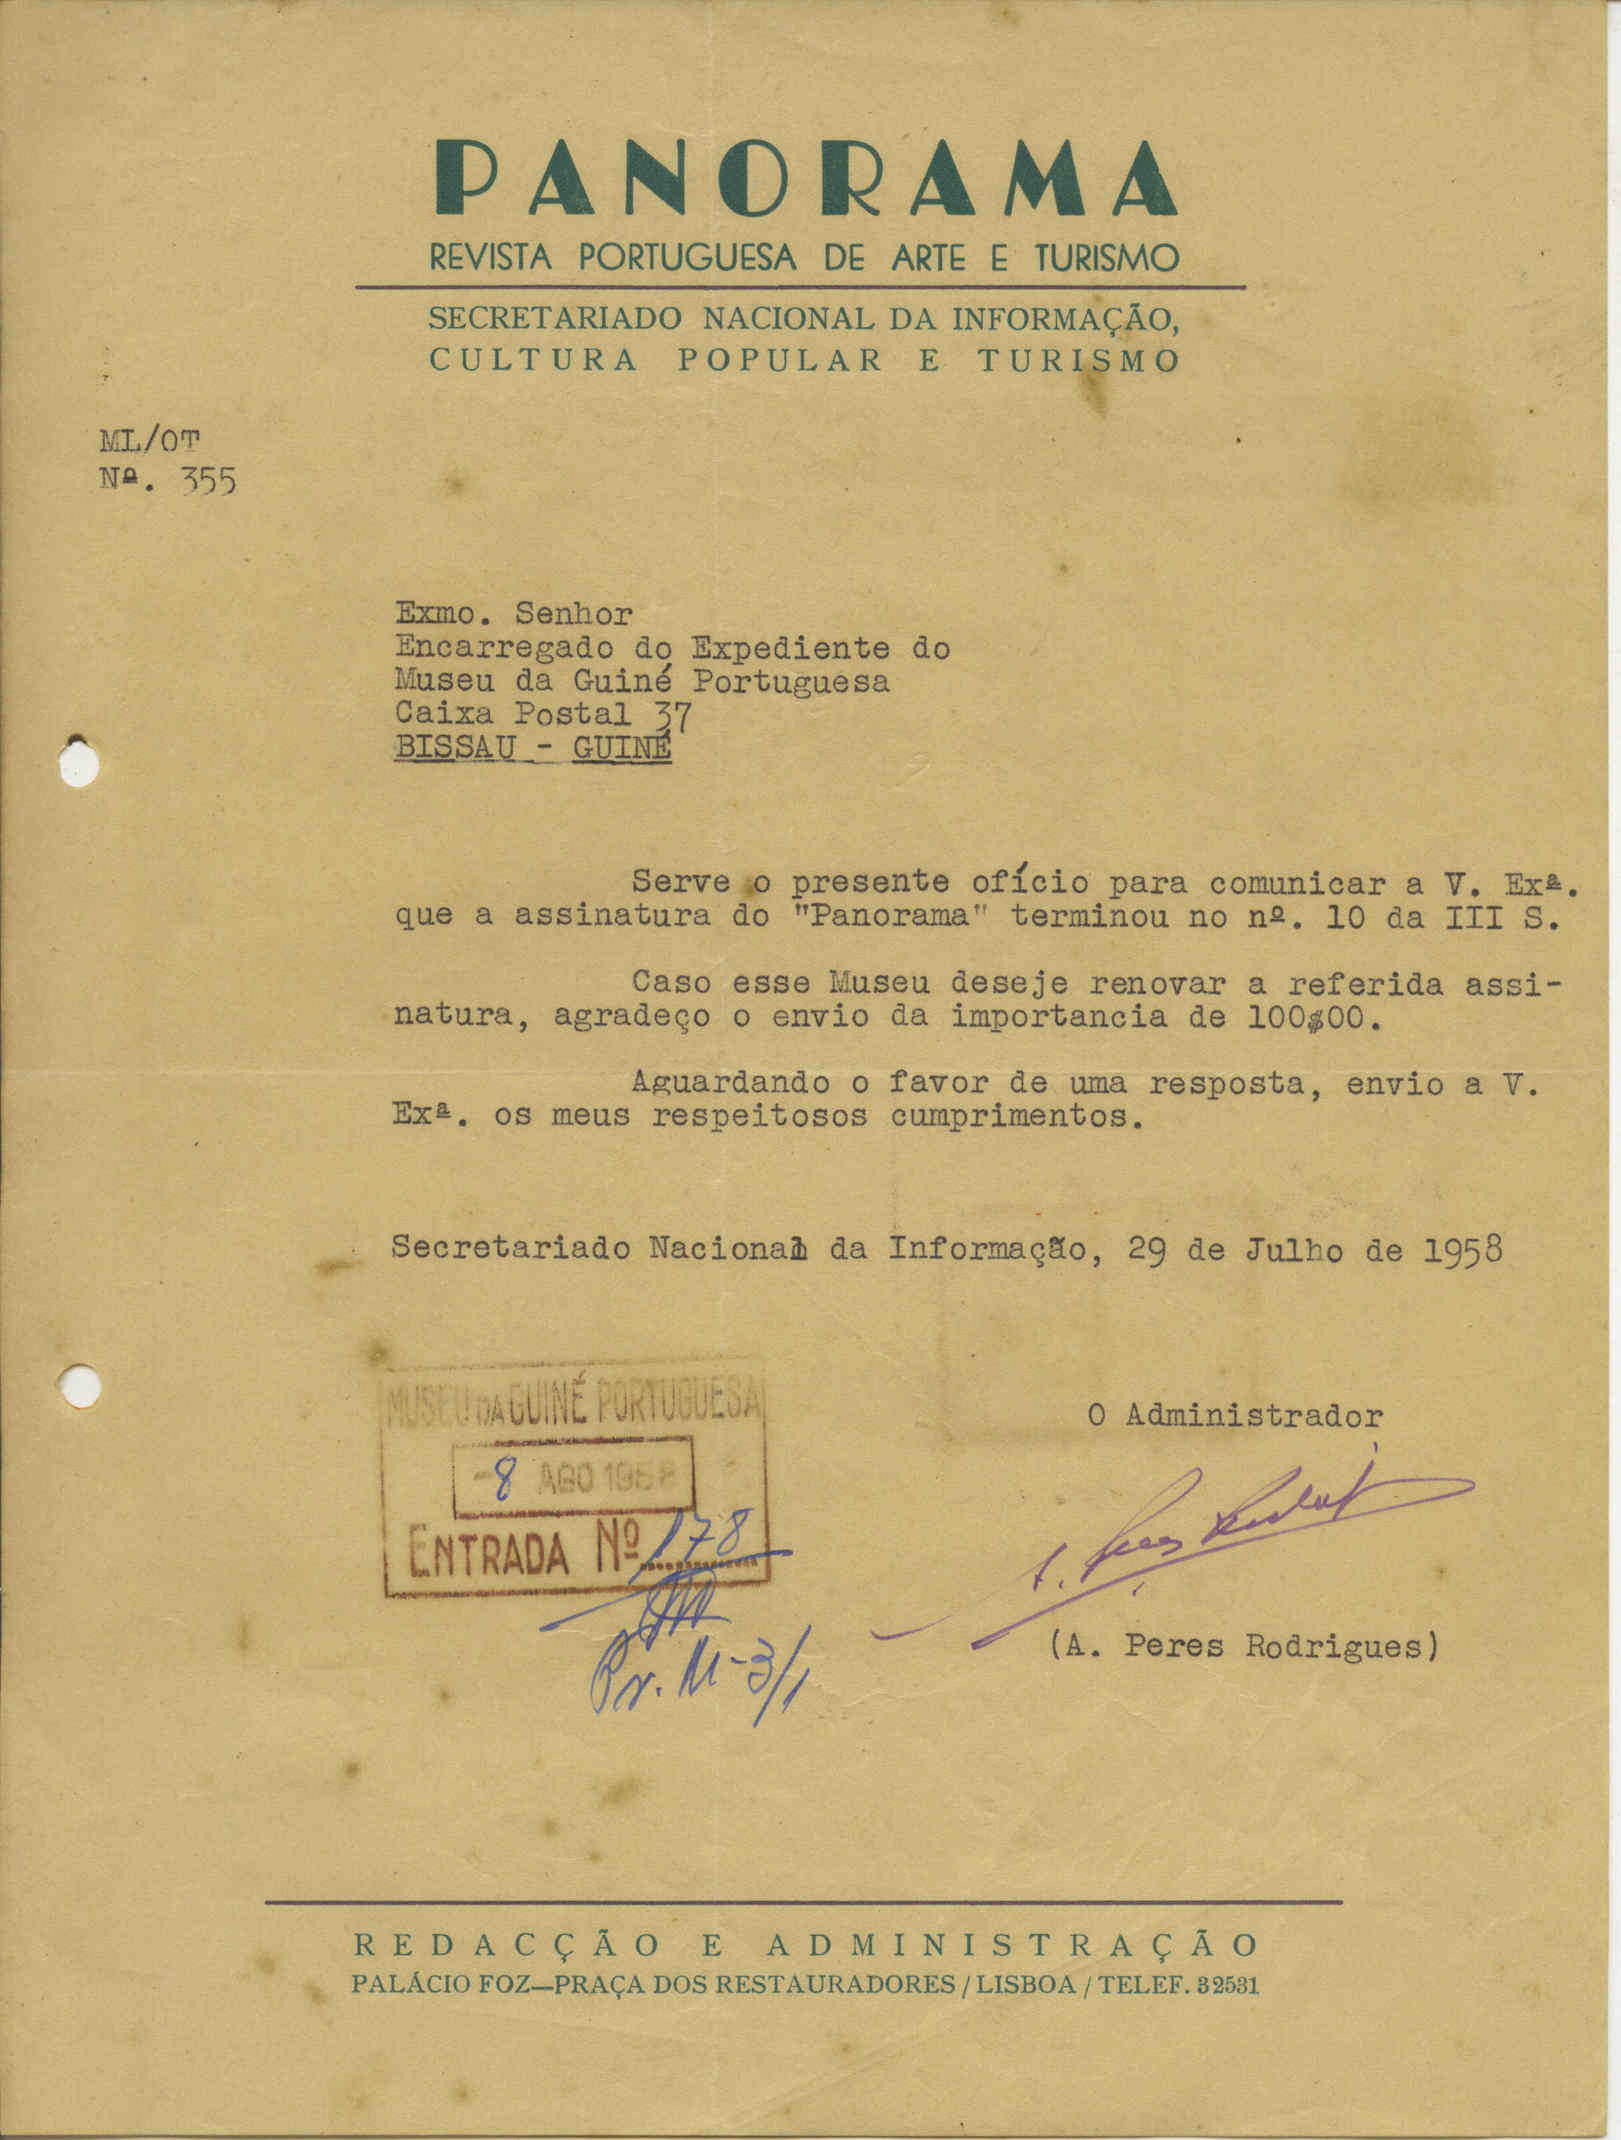 PANORAMA
REVISTA PORTUGUESA DE ARTE E TURISMO
SECRETARIADO NACIONAL DA INFORMAÇÃO,
CULTURA POPULAR E TURISMO
ML/OT
Nº. 355
Exmo. Senhor
Encarregado do Expediente do
Museu da Guiné Portuguesa
Caixa Postal 37
BISSAU - GUINÉ
Serve o presente ofício para comunicar a V. Exª.
que a assinatura do "Panorama" terminou no nº. 10 da III S.
Caso esse Museu deseje renovar a referida assi-
natura, agradeço o envio da importancia de 100$00.
Aguardando o favor de uma resposta, envio a V.
Exª. os meus respeitosos cumprimentos.
Secretariado Nacional da Informação, 29 de Julho de 1958
MUSEU DA GUINÉ PORTUGUESA
-8 AGO 1958
ENTRADA Nº 178
Pr. M-3/1
O Administrador
(A. Peres Rodrigues)
REDACÇÃO E ADMINISTRAÇÃO
PALÁCIO FOZ—PRAÇA DOS RESTAURADORES / LISBOA / TELEF. 32531